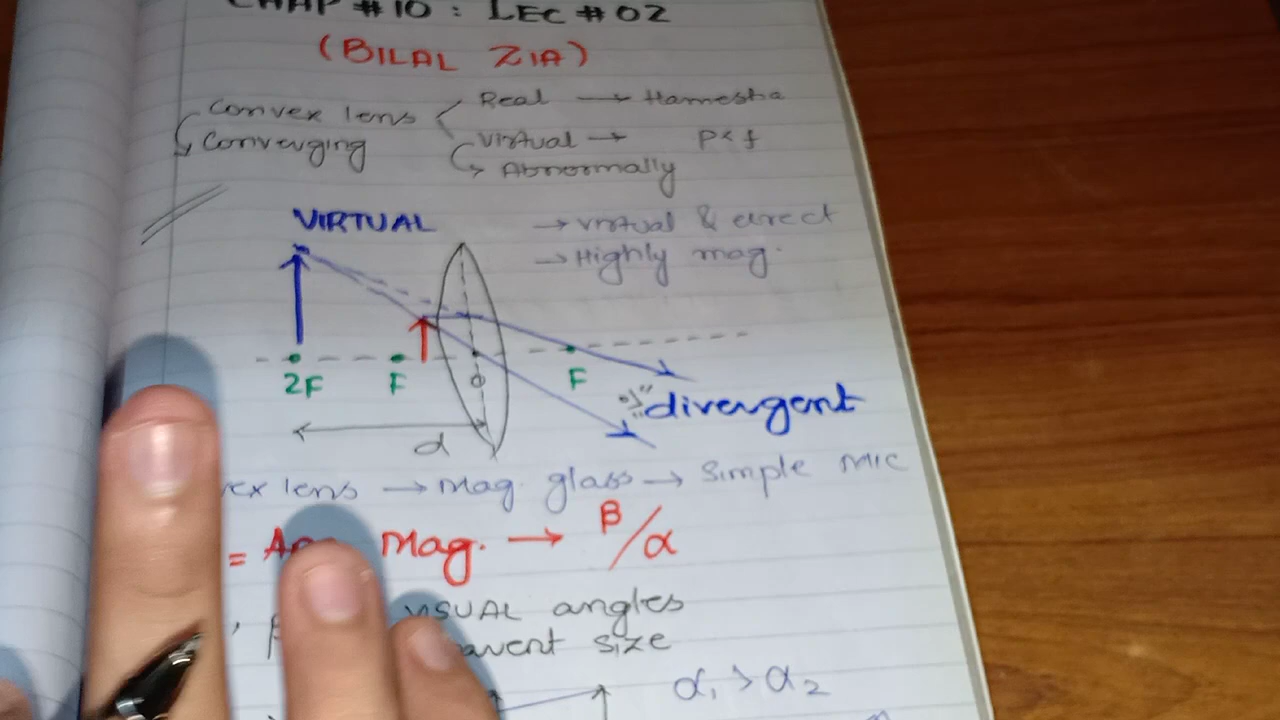 CHAP #10 : LEC #02
(BILAL ZIA)
Convex lens
Real → Hamesha
Converging
Virtual → P<f
Abnormally
VIRTUAL
→ virtual & erect
→ Highly mag.
2F F o F
"divergent
d
ex lens → Mag. glass → Simple Mic
= Mag. → β/α
VISUAL angles
size
α₁ > α₂